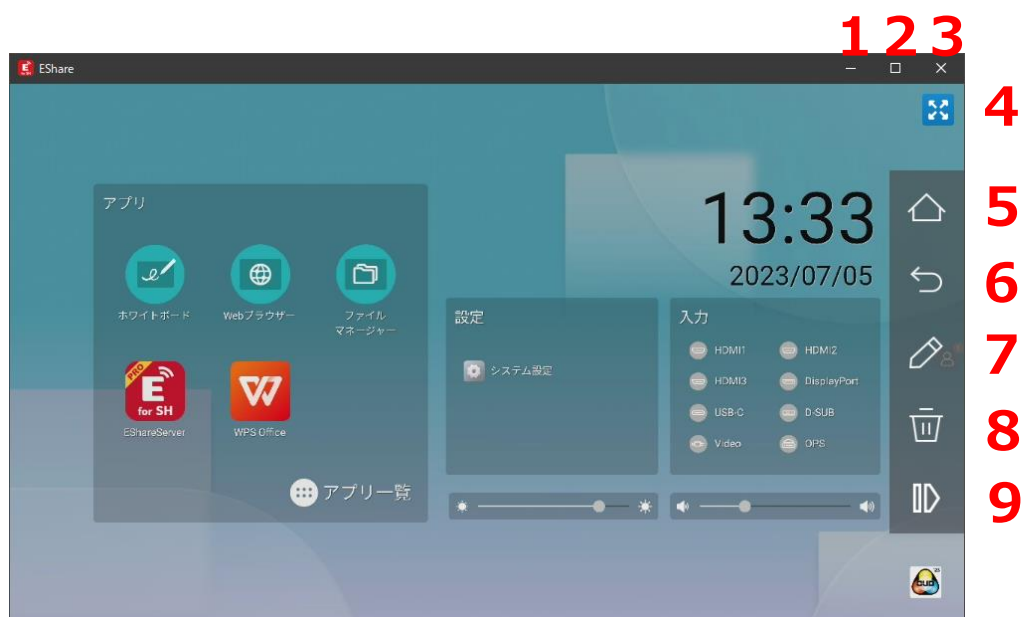 1 2 3
EShare
4
アプリ
13:33
5
2023/07/05
6
ホワイトボード
Webブラウザー
ファイル
マネージャー
設定
入力
HDMI1
HDMI2
7
システム設定
HDMI3
DisplayPort
PRO
E
for SH
USB-C
D-SUB
8
EShareServer
WPS Office
Video
OPS
アプリ一覧
9